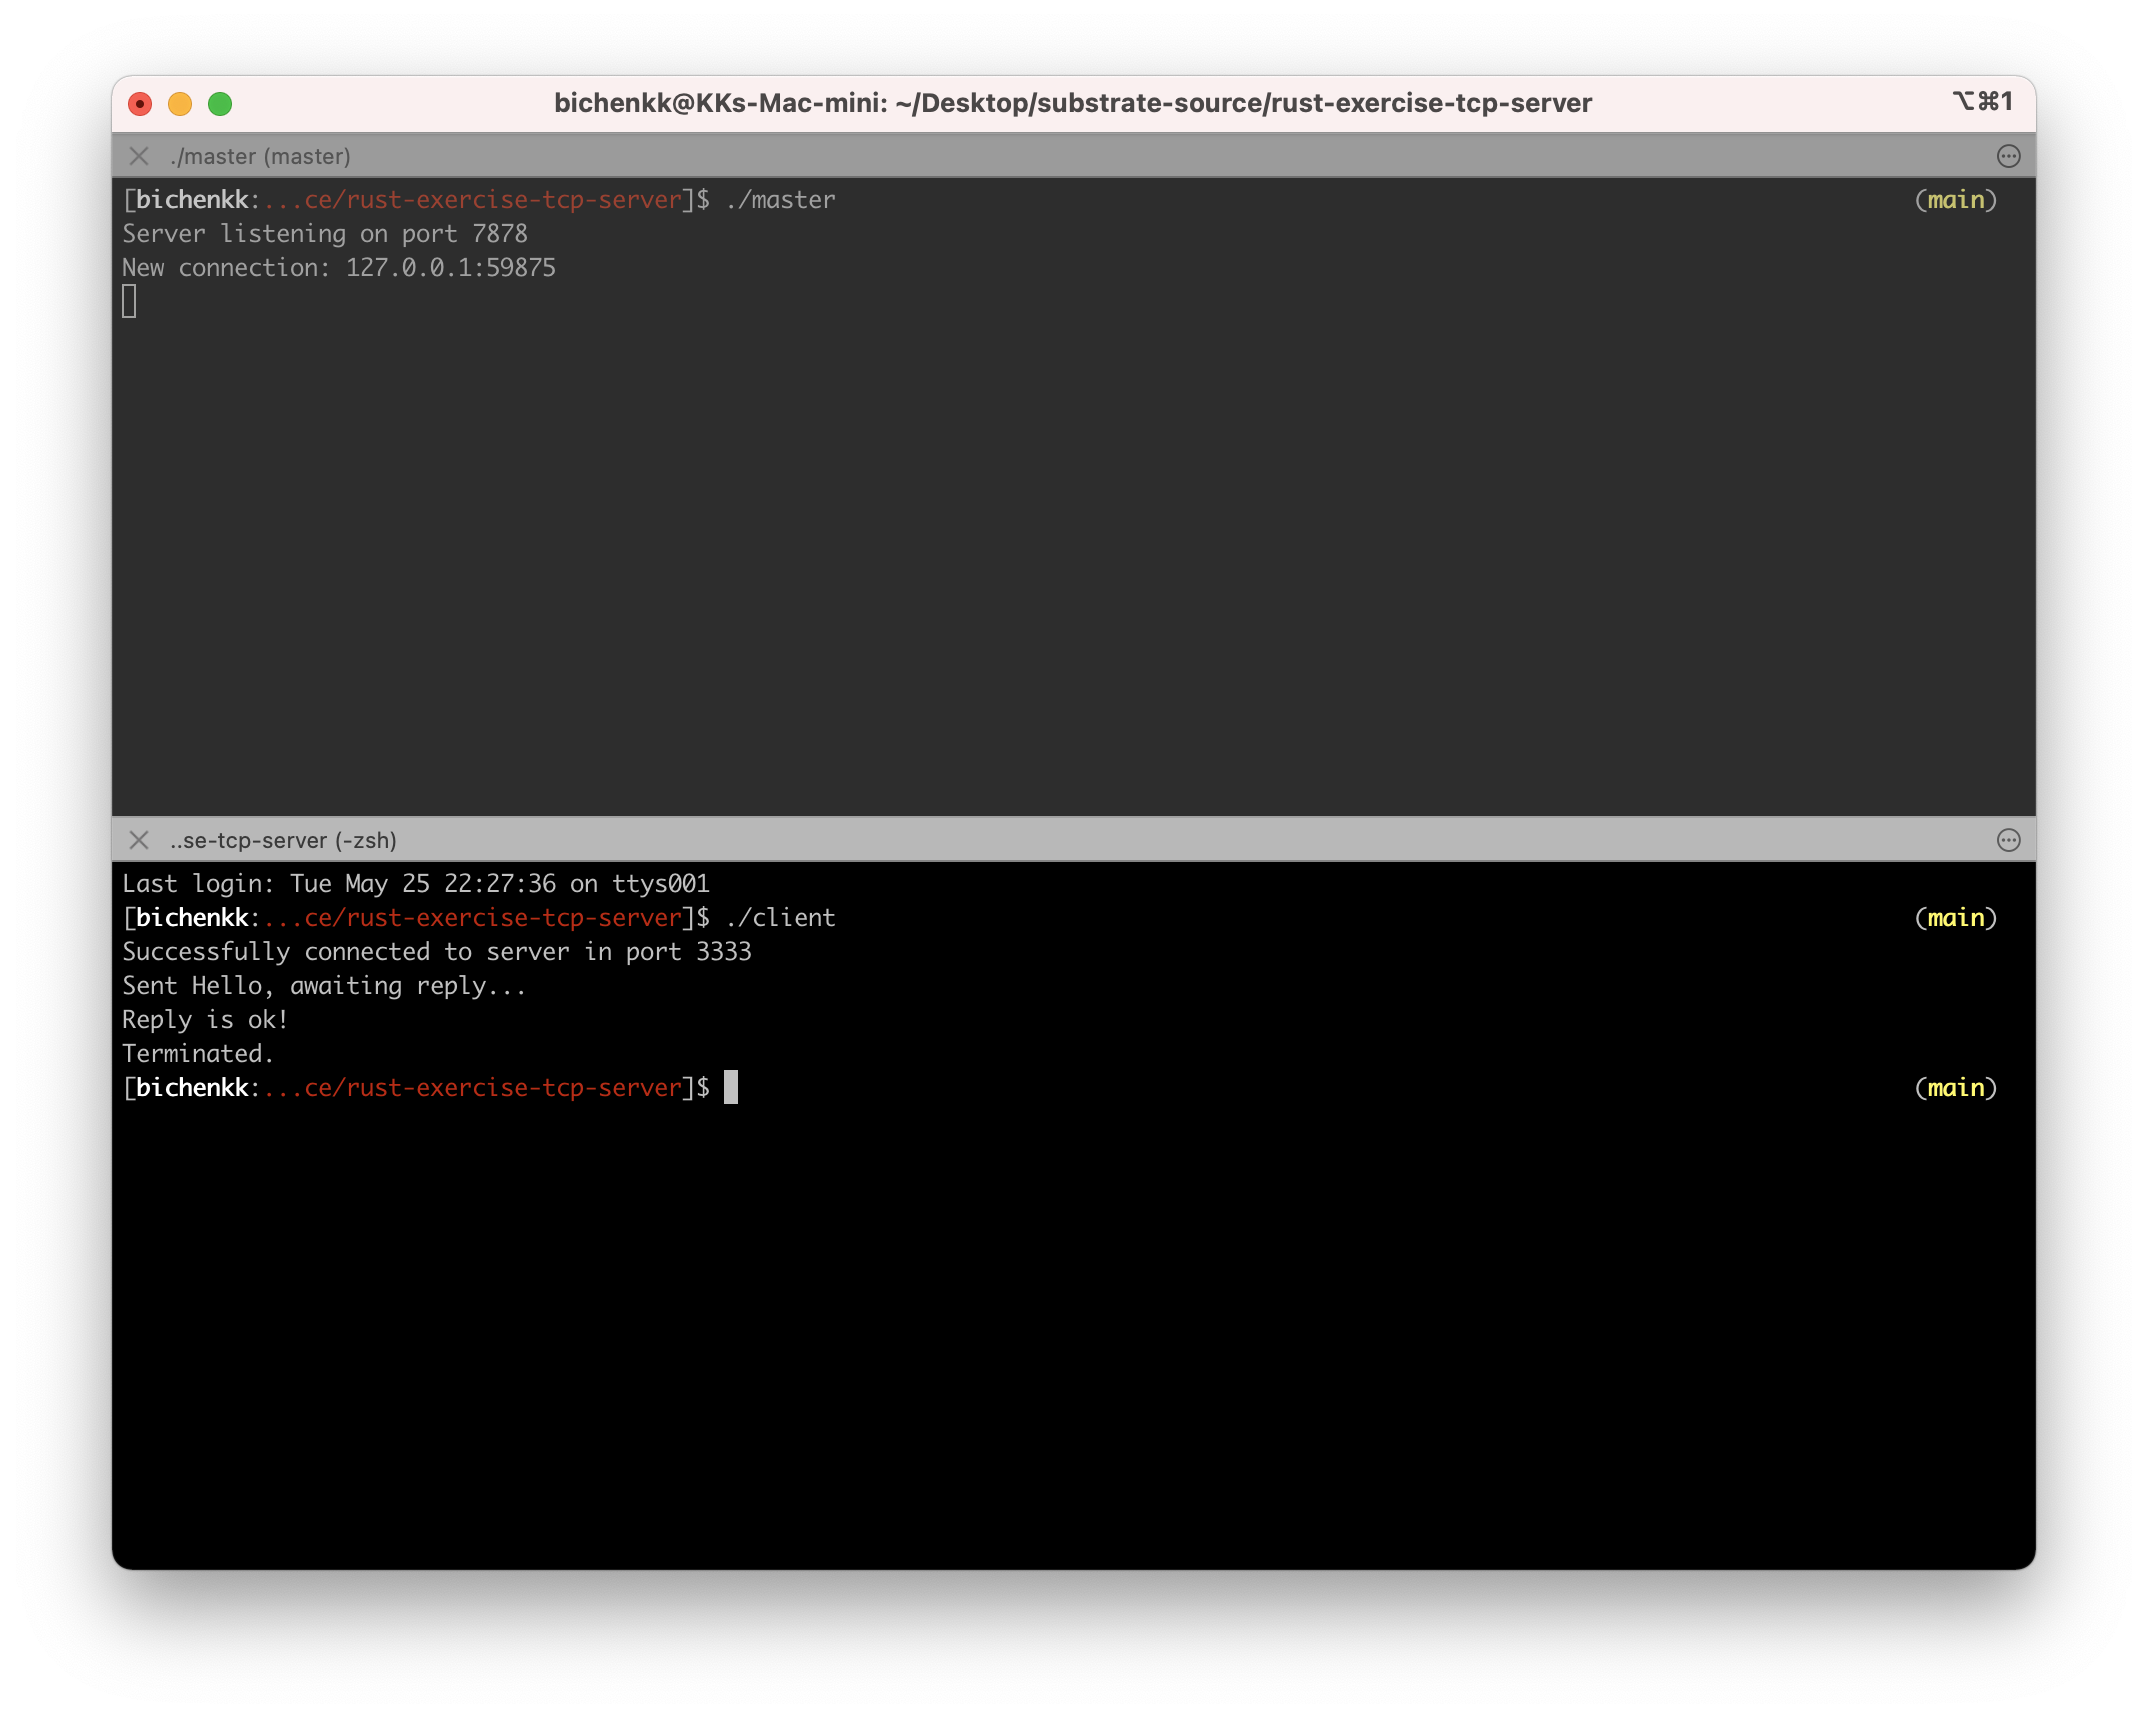 bichenkk@KKs-Mac-mini: ~/Desktop/substrate-source/rust-exercise-tcp-server ⌥⌘1
./master (master)
[bichenkk:...ce/rust-exercise-tcp-server]$ ./master (main)
Server listening on port 7878
New connection: 127.0.0.1:59875
..se-tcp-server (-zsh)
Last login: Tue May 25 22:27:36 on ttys001
[bichenkk:...ce/rust-exercise-tcp-server]$ ./client (main)
Successfully connected to server in port 3333
Sent Hello, awaiting reply...
Reply is ok!
Terminated.
[bichenkk:...ce/rust-exercise-tcp-server]$ (main)